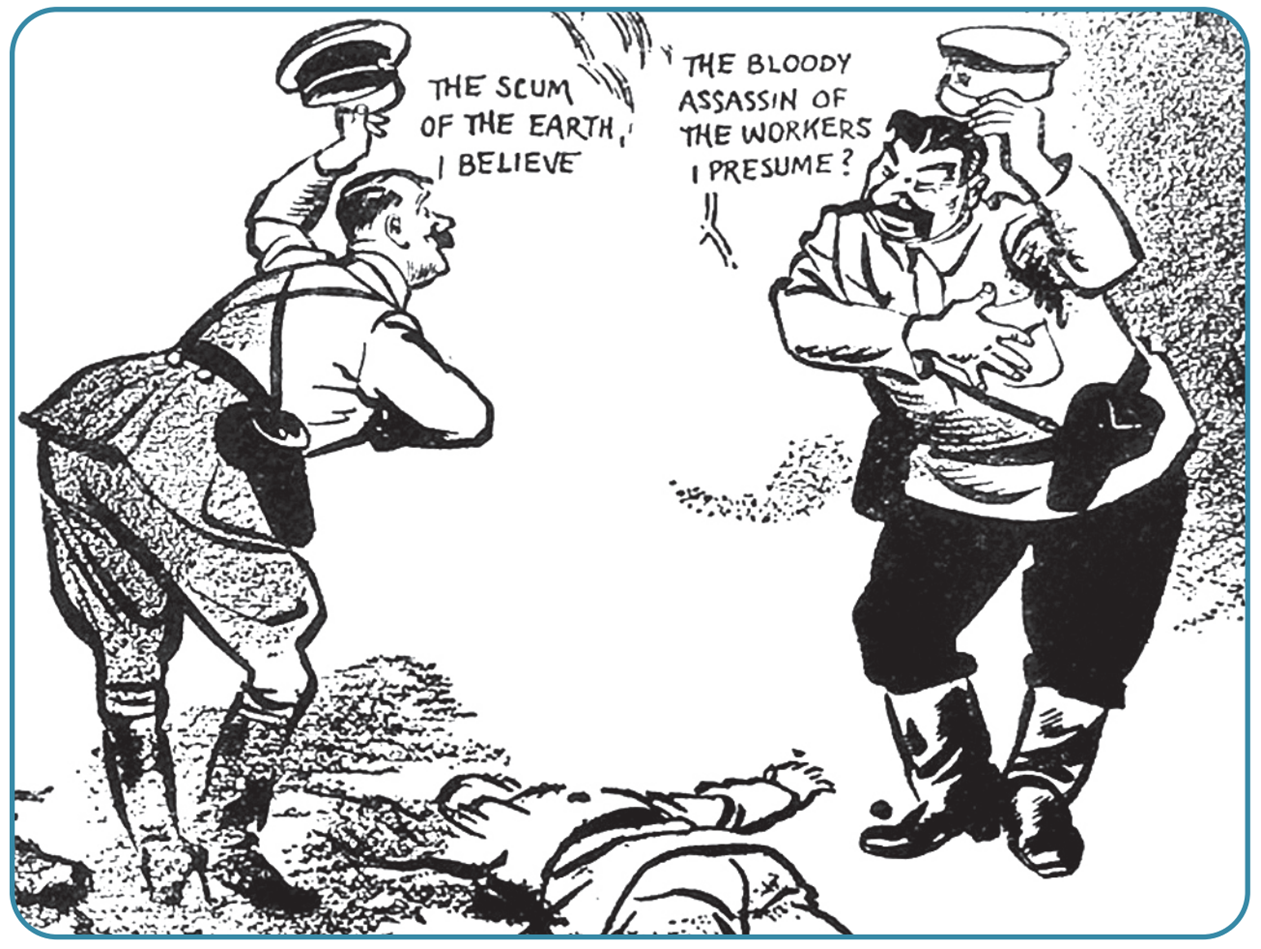 THE SCUM
OF THE EARTH,
I BELIEVE
THE BLOODY
ASSASSIN OF
THE WORKERS
I PRESUME?